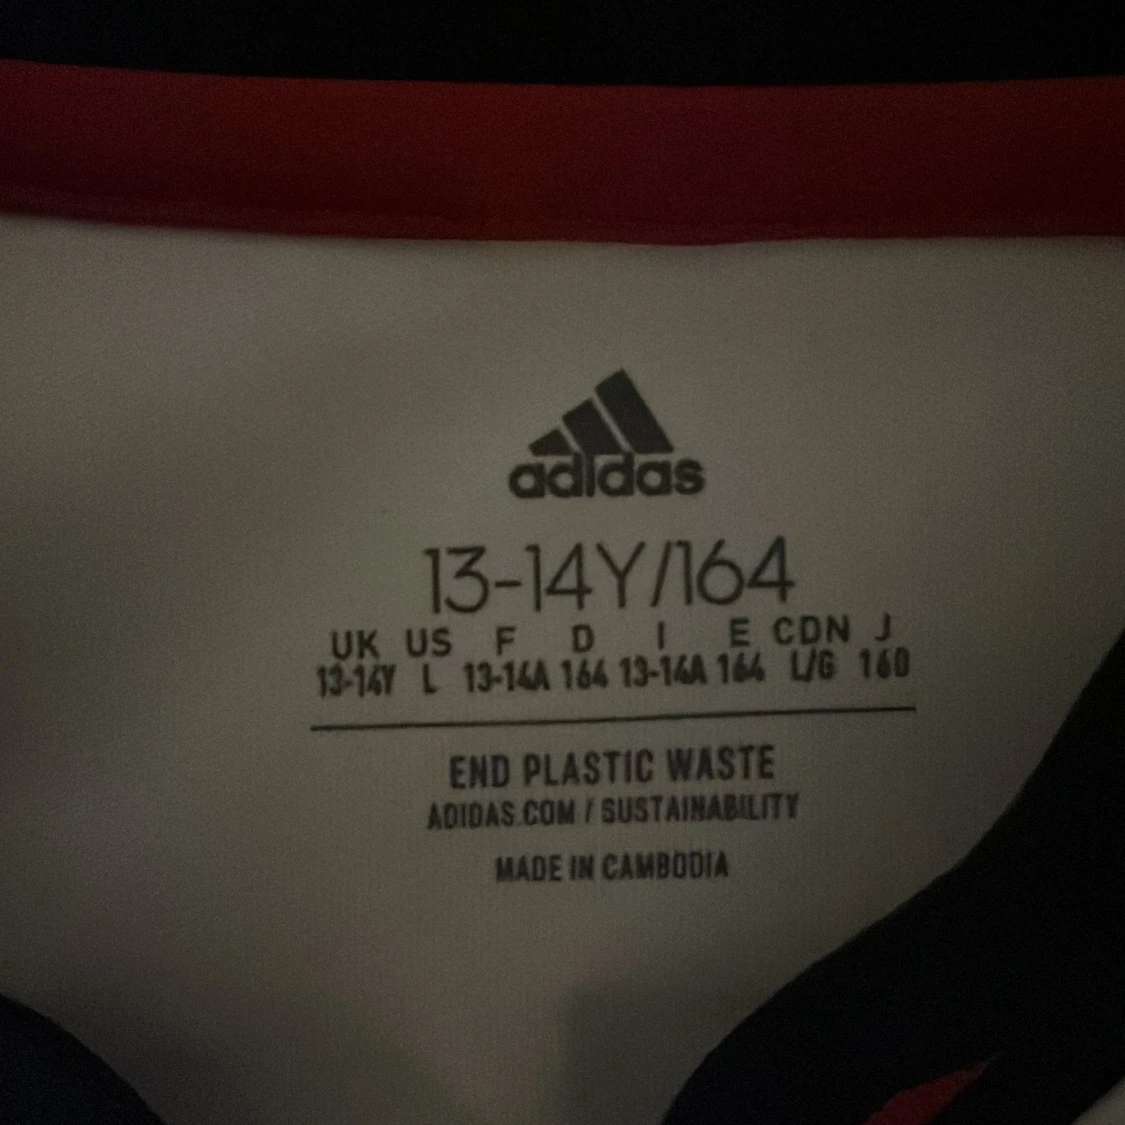 adidas
13-14Y/164
UK US F D I E CDN J
13-14Y L 13-14A 164 13-14A 164 L/G 160
END PLASTIC WASTE
ADIDAS.COM / SUSTAINABILITY
MADE IN CAMBODIA